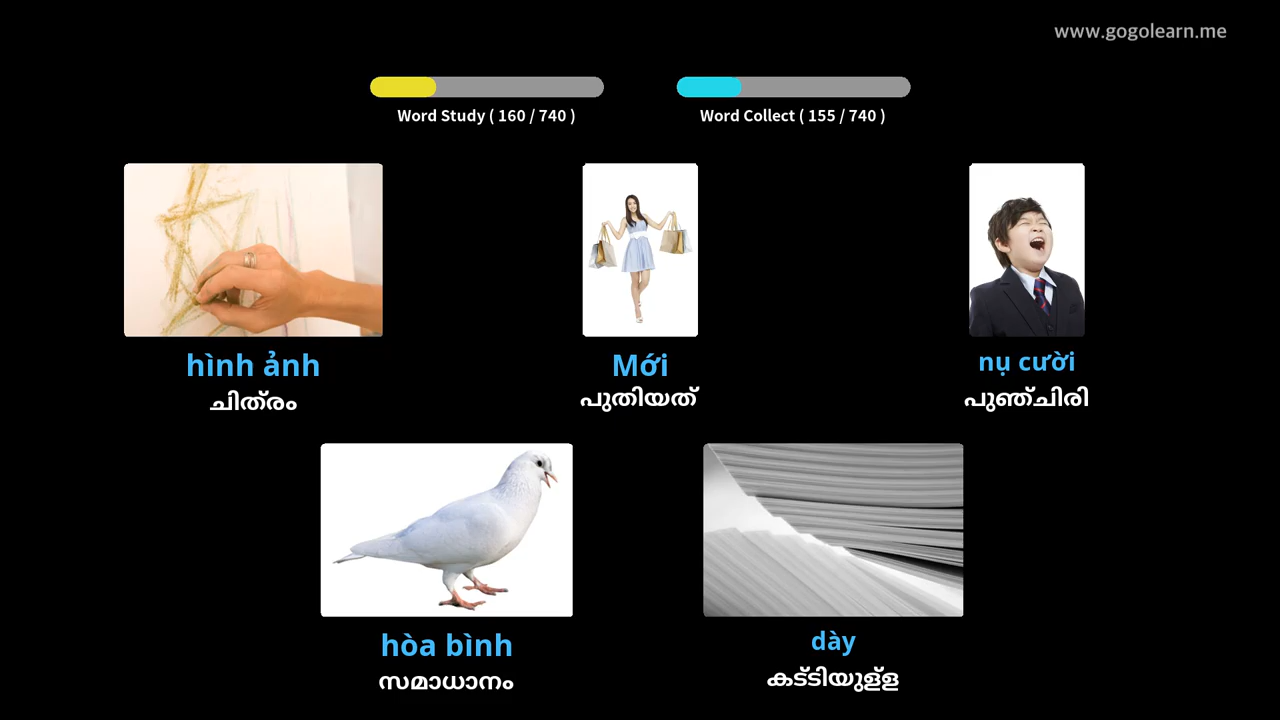 www.gogolearn.me
Word Study ( 160 / 740 )
Word Collect ( 155 / 740 )
hình ảnh
ചിത്രം
Mới
പുതിയത്
nụ cười
പുഞ്ചിരി
hòa bình
സമാധാനം
dày
കട്ടിയുള്ള